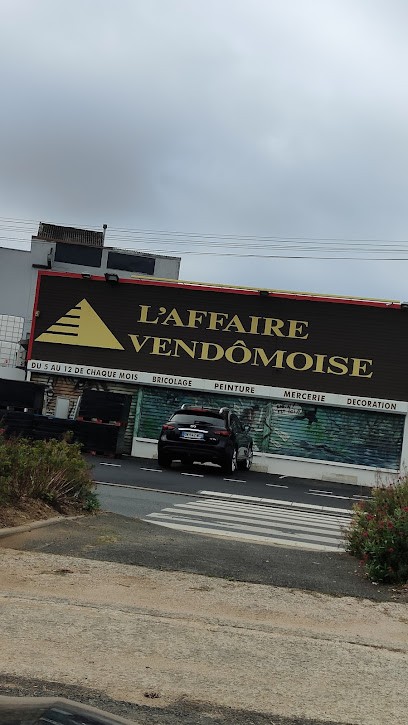 L'AFFAIRE
VENDÔMOISE
DU 5 AU 12 DE CHAQUE MOIS BRICOLAGE PEINTURE MERCERIE DECORATION